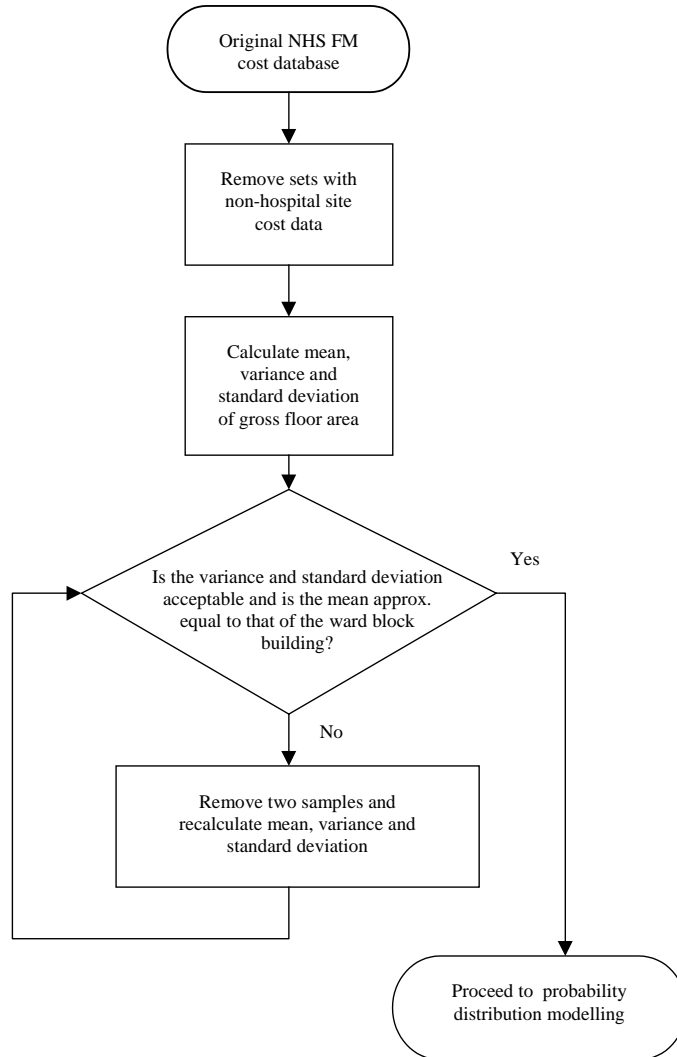 Original NHS FM
cost database
Remove sets with
non-hospital site
cost data
Calculate mean,
variance and
standard deviation
of gross floor area
Is the variance and standard deviation
acceptable and is the mean approx.
equal to that of the ward block
building?
Yes
No
Remove two samples and
recalculate mean, variance and
standard deviation
Proceed to probability
distribution modelling